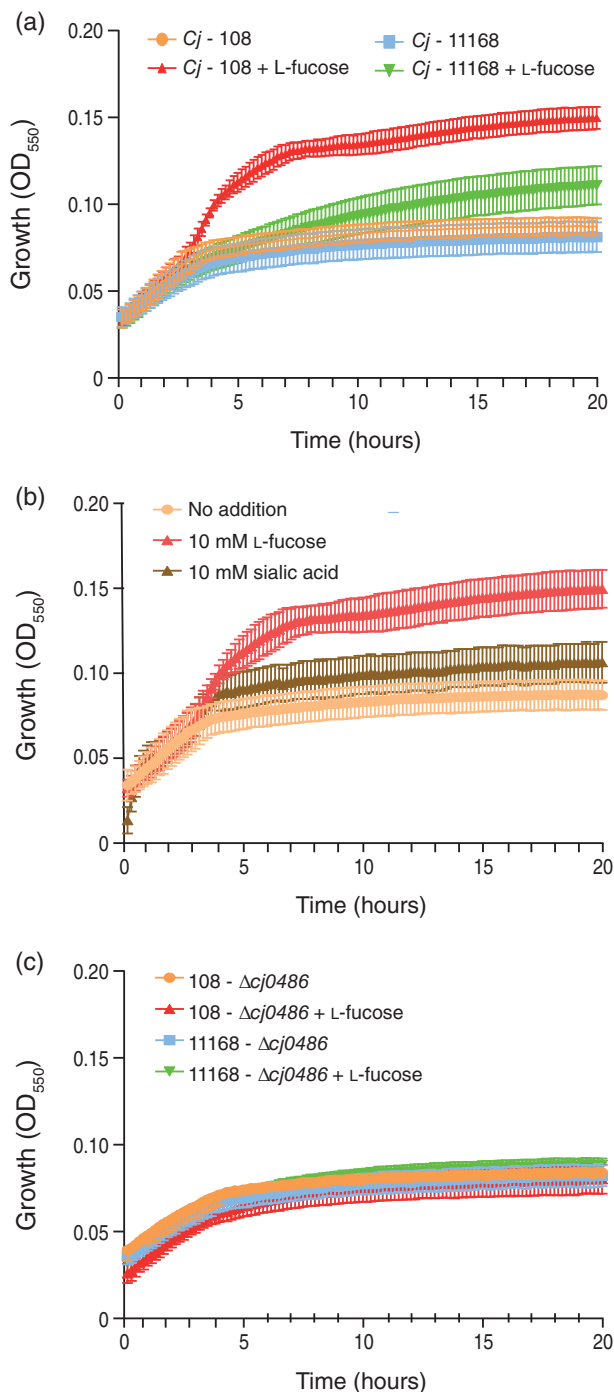 (a)
0.20
Cj - 108
Cj - 11168
Cj - 108 + L-fucose
Cj - 11168 + L-fucose
0.15
Growth (OD550)
0.10
0.05
0
0
5
10
15
20
Time (hours)
(b)
0.20
No addition
10 mM L-fucose
10 mM sialic acid
0.15
Growth (OD550)
0.10
0.05
0
0
5
10
15
20
Time (hours)
(c)
0.20
108 - Δcj0486
108 - Δcj0486 + L-fucose
11168 - Δcj0486
11168 - Δcj0486 + L-fucose
0.15
Growth (OD550)
0.10
0.05
0
0
5
10
15
20
Time (hours)